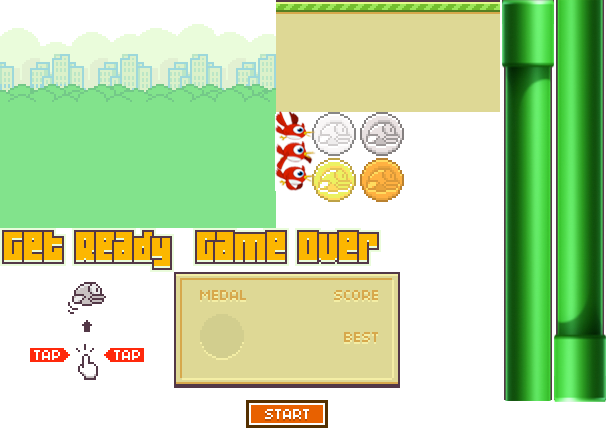 Get Ready
Game Over
MEDAL
SCORE
BEST
TAP
TAP
START